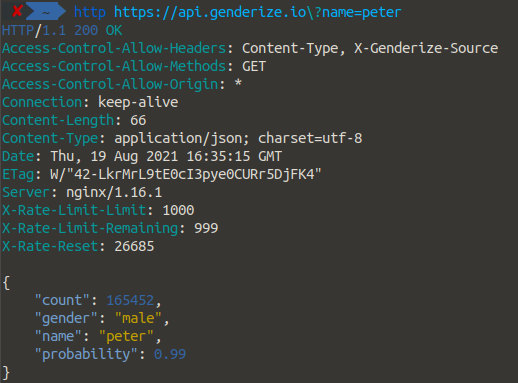 ✘ ~ http https://api.genderize.io\?name=peter
HTTP/1.1 200 OK
Access-Control-Allow-Headers: Content-Type, X-Genderize-Source
Access-Control-Allow-Methods: GET
Access-Control-Allow-Origin: *
Connection: keep-alive
Content-Length: 66
Content-Type: application/json; charset=utf-8
Date: Thu, 19 Aug 2021 16:35:15 GMT
ETag: W/"42-LkrMrL9tE0cI3pye0CURr5DjFK4"
Server: nginx/1.16.1
X-Rate-Limit-Limit: 1000
X-Rate-Limit-Remaining: 999
X-Rate-Reset: 26685
{
"count": 165452,
"gender": "male",
"name": "peter",
"probability": 0.99
}